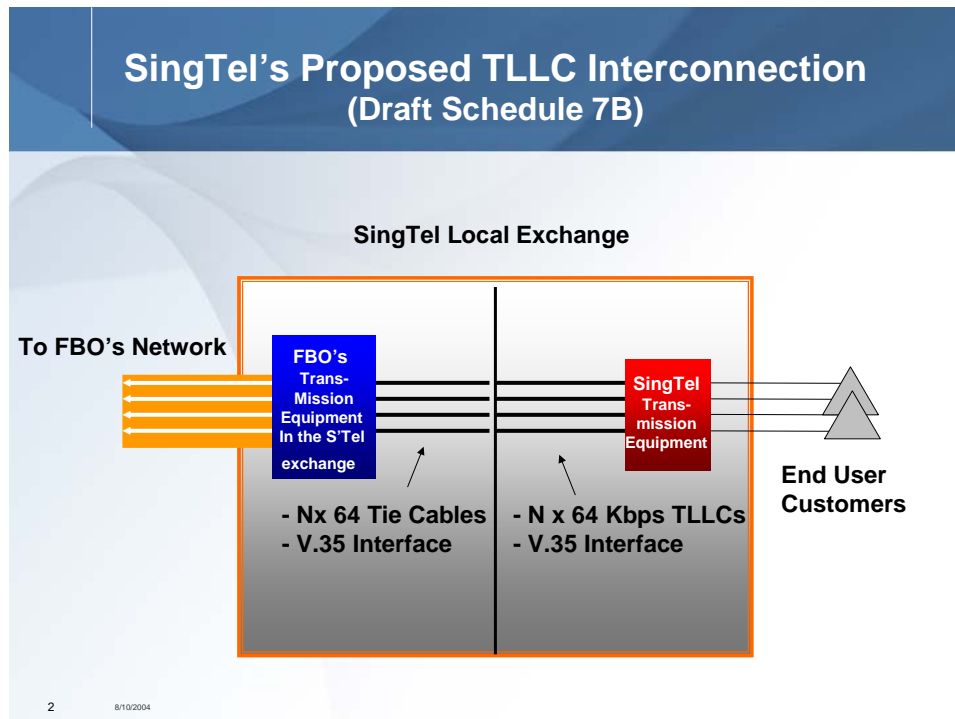 SingTel's Proposed TLLC Interconnection
(Draft Schedule 7B)
SingTel Local Exchange
To FBO's Network
FBO's
Trans-
Mission
Equipment
In the S'Tel
exchange
SingTel
Trans-
mission
Equipment
End User
Customers
- Nx 64 Tie Cables
- V.35 Interface
- N x 64 Kbps TLLCs
- V.35 Interface
2
8/10/2004